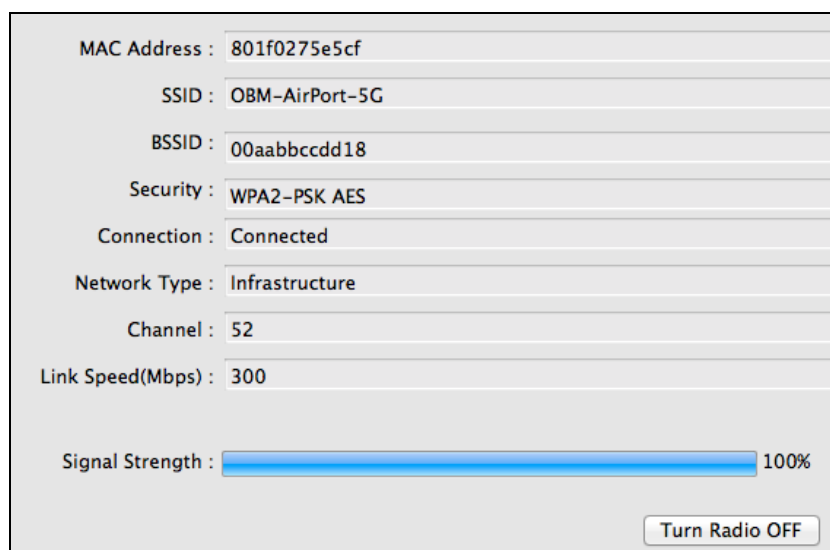 MAC Address : 801f0275e5cf
SSID : OBM-AirPort-5G
BSSID : 00aabbccdd18
Security : WPA2-PSK AES
Connection : Connected
Network Type : Infrastructure
Channel : 52
Link Speed(Mbps) : 300
Signal Strength : 100%
Turn Radio OFF